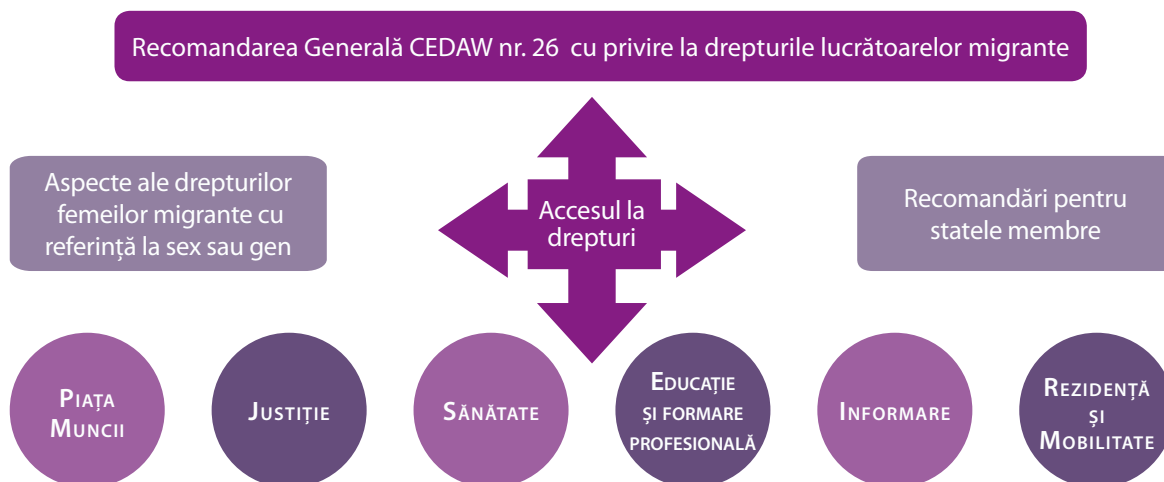 Recomandarea Generală CEDAW nr. 26 cu privire la drepturile lucrătoarelor migrante
Aspecte ale drepturilor
femeilor migrante cu
referință la sex sau gen
Accesul la
drepturi
Recomandări pentru
statele membre
Piața
Muncii
Justiție
Sănătate
Educație
și formare
profesională
Informare
Rezidență
și
Mobilitate